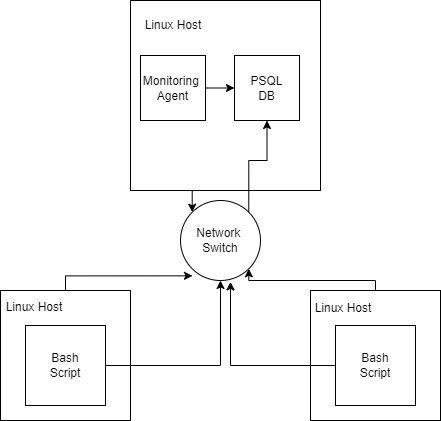 Linux Host
Monitoring
Agent
PSQL
DB
Network
Switch
Linux Host
Bash
Script
Linux Host
Bash
Script